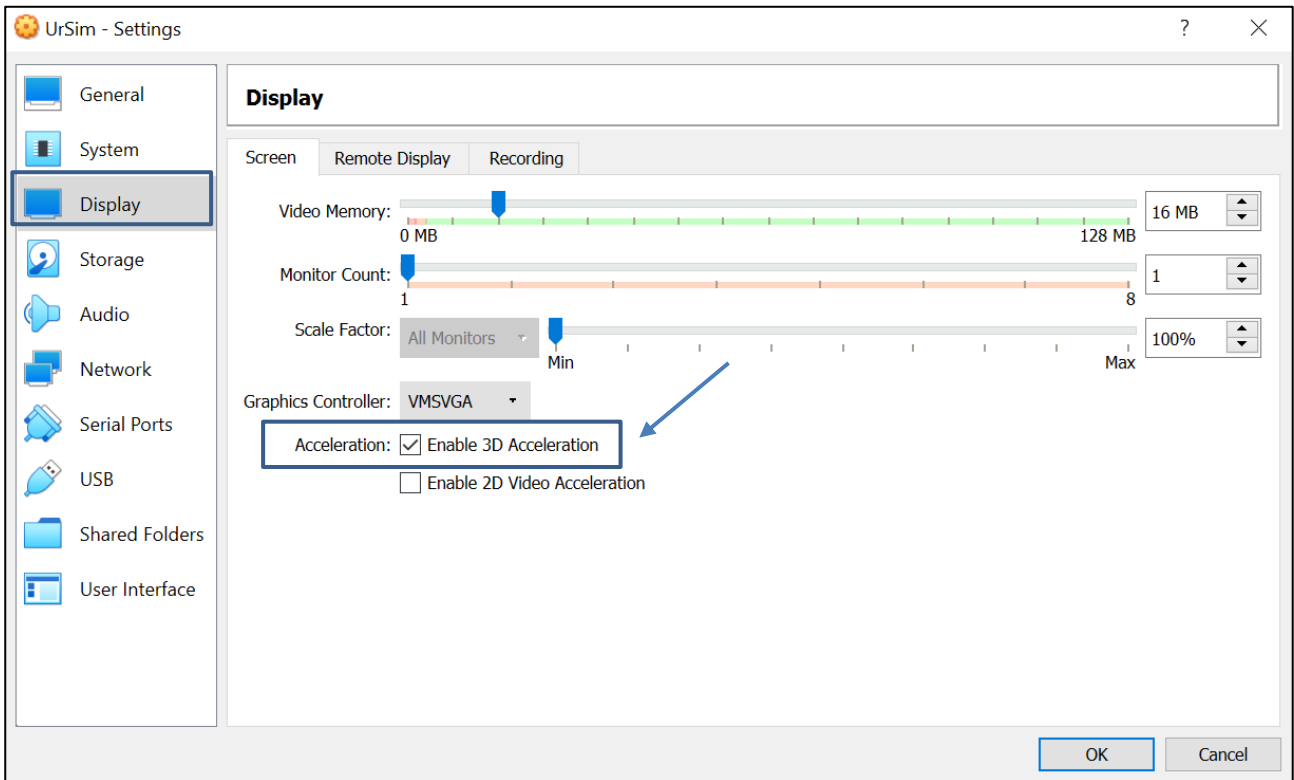 UrSim - Settings
?
General
System
Display
Storage
Audio
Network
Serial Ports
USB
Shared Folders
User Interface
Display
Screen Remote Display Recording
Video Memory: 16 MB
0 MB 128 MB
Monitor Count: 1
1 8
Scale Factor: All Monitors 100%
Min Max
Graphics Controller: VMSVGA
Acceleration: Enable 3D Acceleration
Enable 2D Video Acceleration
OK Cancel